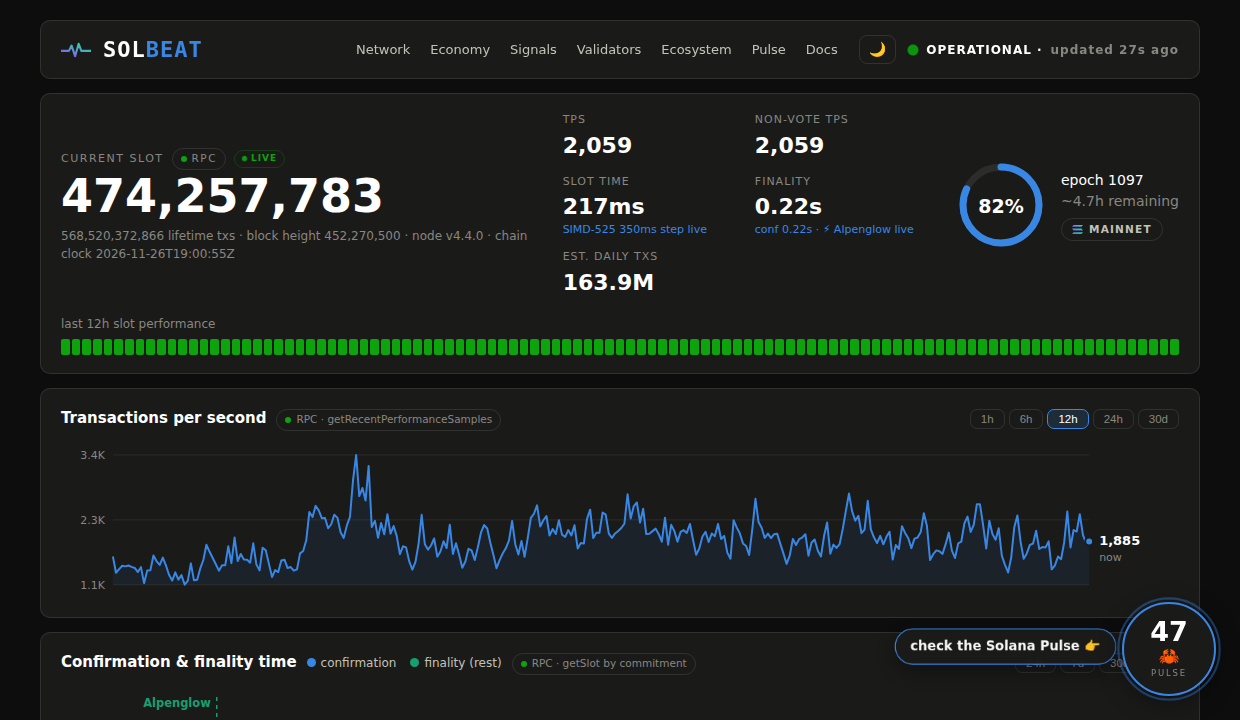 SOLBEAT
Network Economy Signals Validators Ecosystem Pulse Docs
OPERATIONAL · updated 27s ago
CURRENT SLOT RPC LIVE
474,257,783
568,520,372,866 lifetime txs · block height 452,270,500 · node v4.4.0 · chain
clock 2026-11-26T19:00:55Z
TPS
2,059
NON-VOTE TPS
2,059
SLOT TIME
217ms
SIMD-525 350ms step live
FINALITY
0.22s
conf 0.22s · ⚡ Alpenglow live
EST. DAILY TXS
163.9M
82%
epoch 1097
~4.7h remaining
MAINNET
last 12h slot performance
Transactions per second RPC · getRecentPerformanceSamples
1h 6h 12h 24h 30d
3.4K
2.3K
1.1K
1,885
now
Confirmation & finality time confirmation finality (rest) RPC · getSlot by commitment
Alpenglow
check the Solana Pulse 👉
47
PULSE